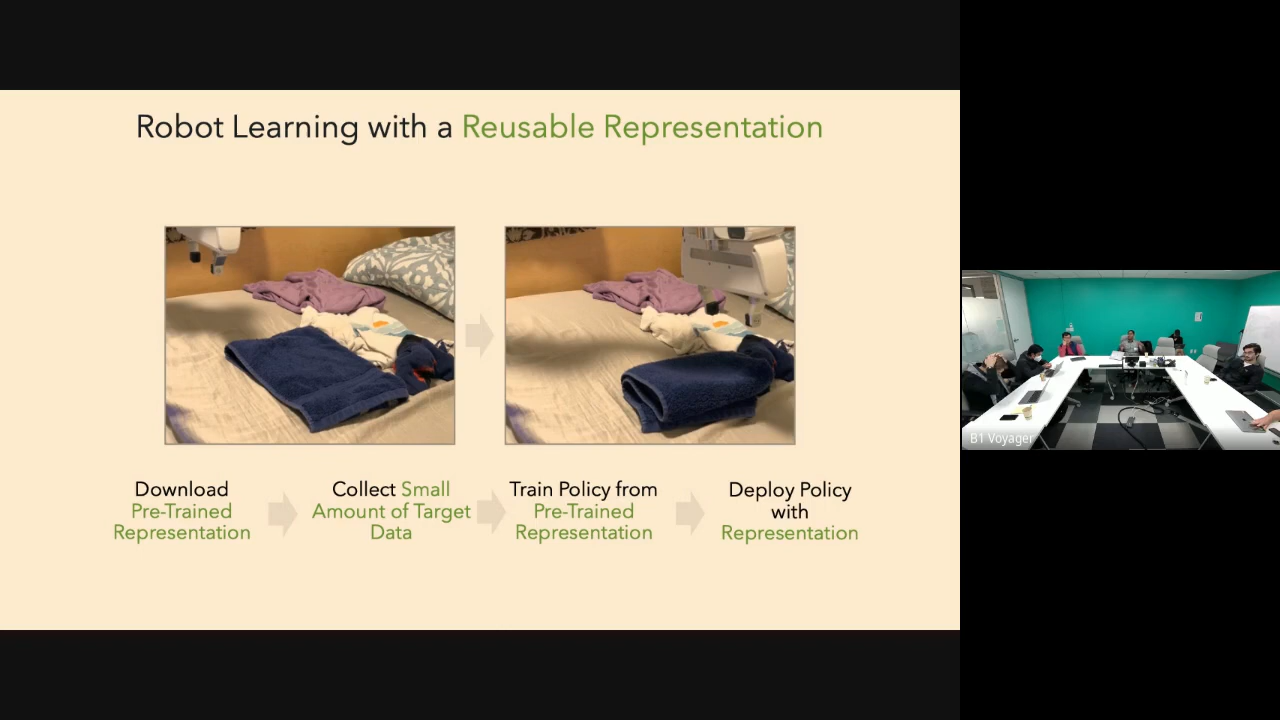 Robot Learning with a Reusable Representation
Download
Pre-Trained
Representation
Collect Small
Amount of Target
Data
Train Policy from
Pre-Trained
Representation
Deploy Policy
with
Representation
B1 Voyager